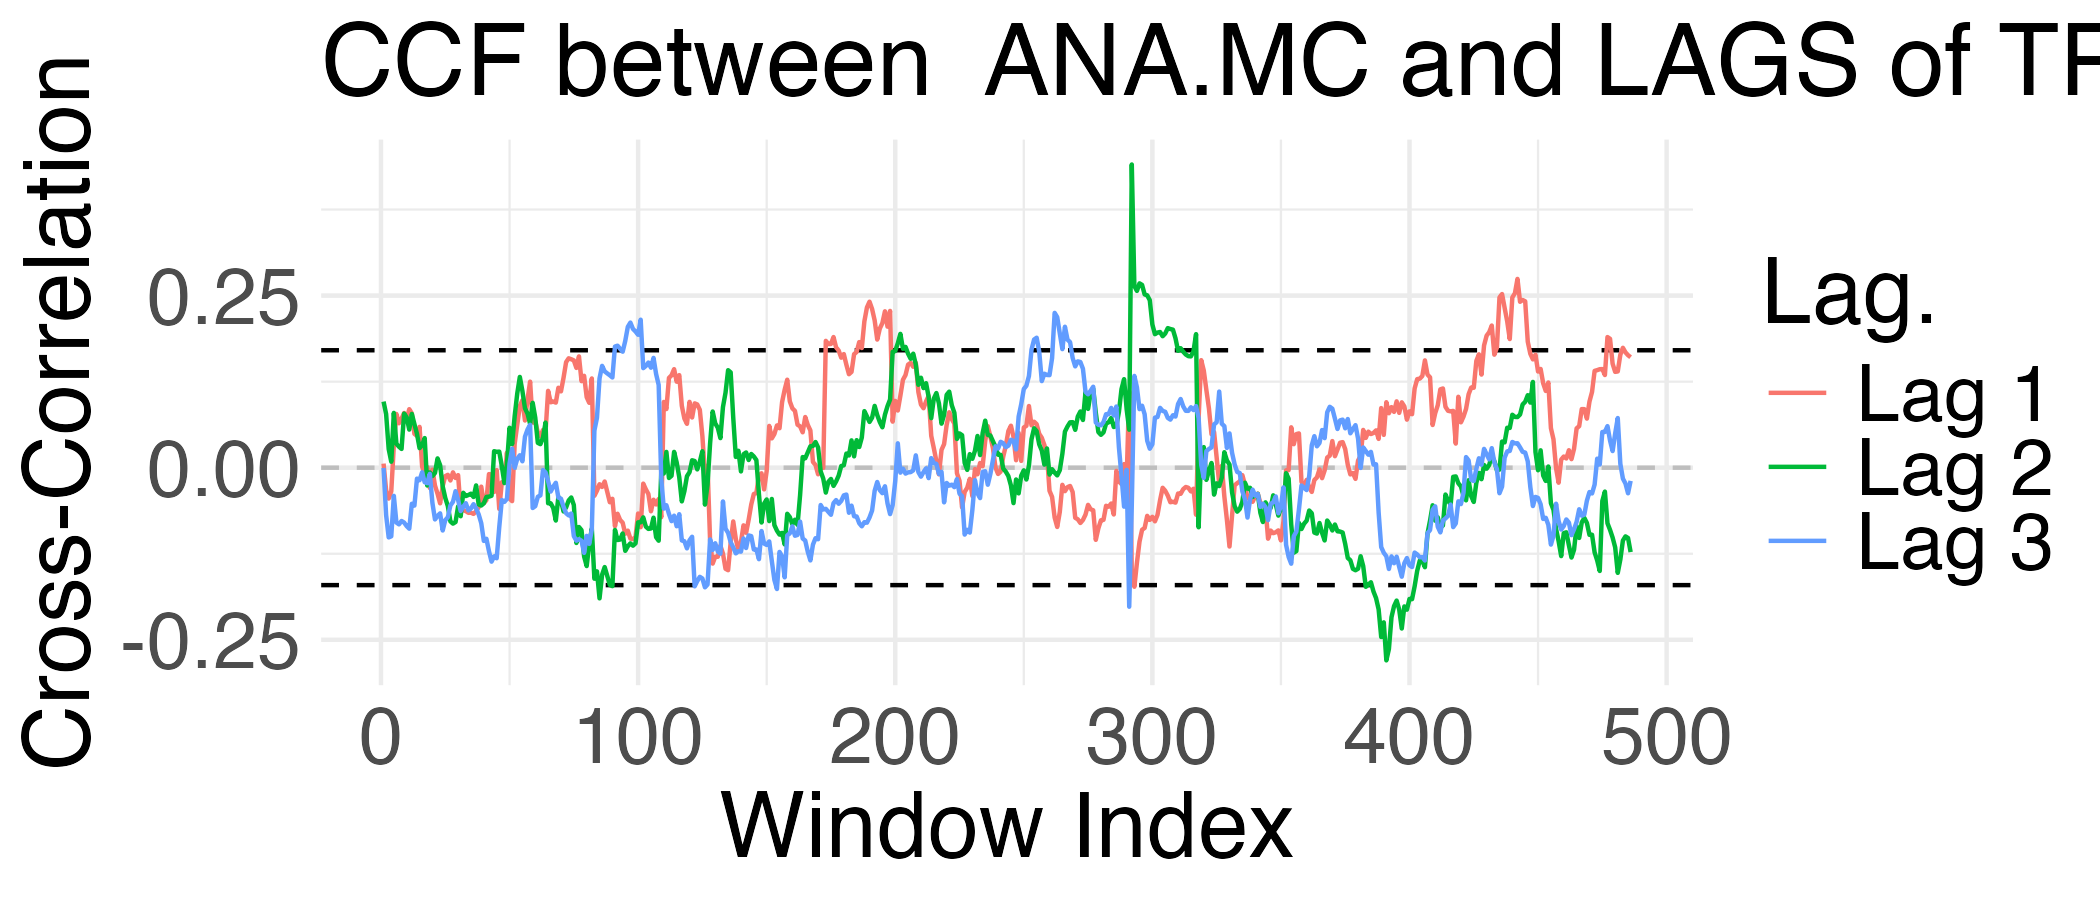 CCF between  ANA.MC and LAGS of
Cross-Correlation
0.25
0.00
-0.25
0 100 200 300 400 500
Window Index
Lag.
Lag 1
Lag 2
Lag 3